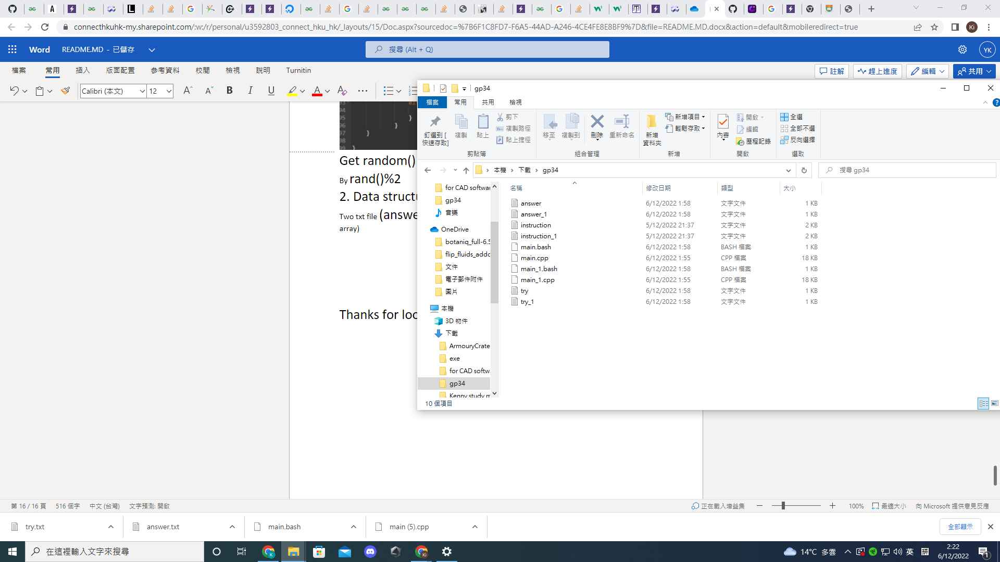 connecthkuhk-my.sharepoint.com/:w:/r/personal/u3592803_connect_hku_hk/_layouts/15/Doc.aspx?sourcedoc=%7B6F1C8FD7-F6A5-44AD-A246-4CE4FE8E8BF9%7D&file=README.MD.docx&action=default&mobileredirect=true
Ki
Word README.MD - 已儲存
搜尋 (Alt + Q)
YK
檔案 常用 插入 版面配置 參考資料 校閱 檢視 說明 Turnitin
註解 趕上進度 編輯 共用
Calibri (本文) 12
B I U A
gp34
檔案 常用 共用 檢視
釘選到 [快速存取]
複製
貼上
剪下
複製路徑
貼上捷徑
剪貼簿
移至
複製到
刪除
重新命名
組合管理
新增資料夾
新增項目
輕鬆存取
新增
內容
開啟
編輯
歷程記錄
開啟
全選
全部不選
反向選擇
選取
本機 › 下載 › gp34
搜尋 gp34
for CAD softwar
gp34
音樂
OneDrive
botaniq_full-6.5
flip_fluids_addc
文件
電子郵件附件
圖片
本機
3D 物件
下載
ArmouryCrate
exe
for CAD softwa
gp34
Kenny study m
名稱 修改日期 類型 大小
answer 6/12/2022 1:58 文字文件 1 KB
answer_1 6/12/2022 1:58 文字文件 1 KB
instruction 5/12/2022 21:37 文字文件 2 KB
instruction_1 5/12/2022 21:37 文字文件 2 KB
main.bash 6/12/2022 1:58 BASH 檔案 1 KB
main.cpp 6/12/2022 1:55 CPP 檔案 18 KB
main_1.bash 6/12/2022 1:58 BASH 檔案 1 KB
main_1.cpp 6/12/2022 1:55 CPP 檔案 18 KB
try 6/12/2022 1:58 文字文件 1 KB
try_1 6/12/2022 1:58 文字文件 1 KB
10 個項目
94
95 }
96 }
97 }
98
99 }
Get random()
By rand()%2
2. Data structu
Two txt file (answe
array)
Thanks for loo
第 16 / 16 頁 516 個字 中文 (台灣) 文字預測: 開啟
正在載入增益集 100% 最適大小 向 Microsoft 提供意見反應
try.txt
answer.txt
main.bash
main (5).cpp
全部顯示
在這裡輸入文字來搜尋
14°C 多雲
英
2:22
6/12/2022
1